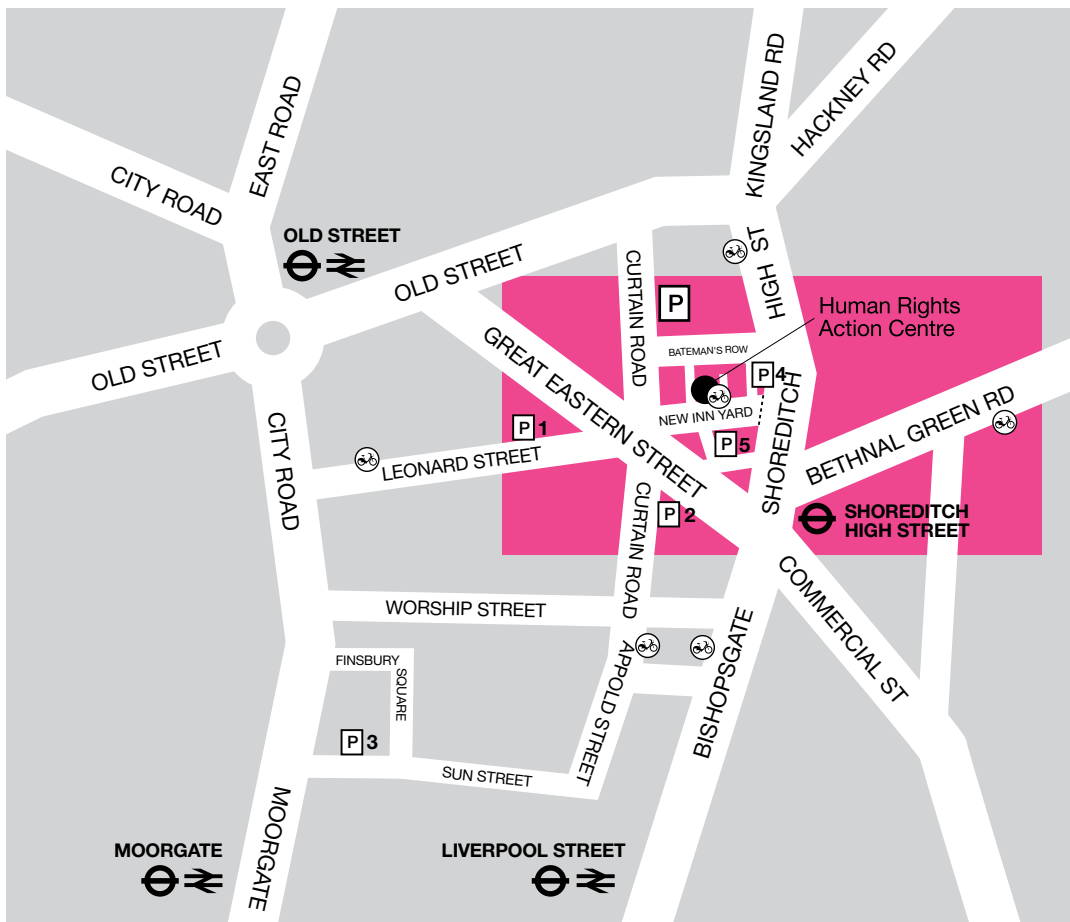 KINGSLAND RD
HACKNEY RD
EAST ROAD
CITY ROAD
OLD STREET
OLD STREET
CURTAIN ROAD
HIGH ST
P
Human Rights
Action Centre
OLD STREET
GREAT EASTERN STREET
BATEMAN'S ROW
P 4
NEW INN YARD
P 1
P 5
SHOREDITCH
BETHNAL GREEN RD
CITY ROAD
LEONARD STREET
P 2
CURTAIN ROAD
SHOREDITCH
HIGH STREET
WORSHIP STREET
COMMERCIAL ST
FINSBURY
SQUARE
APPOLD STREET
BISHOPSGATE
P 3
SUN STREET
MOORGATE
MOORGATE
LIVERPOOL STREET